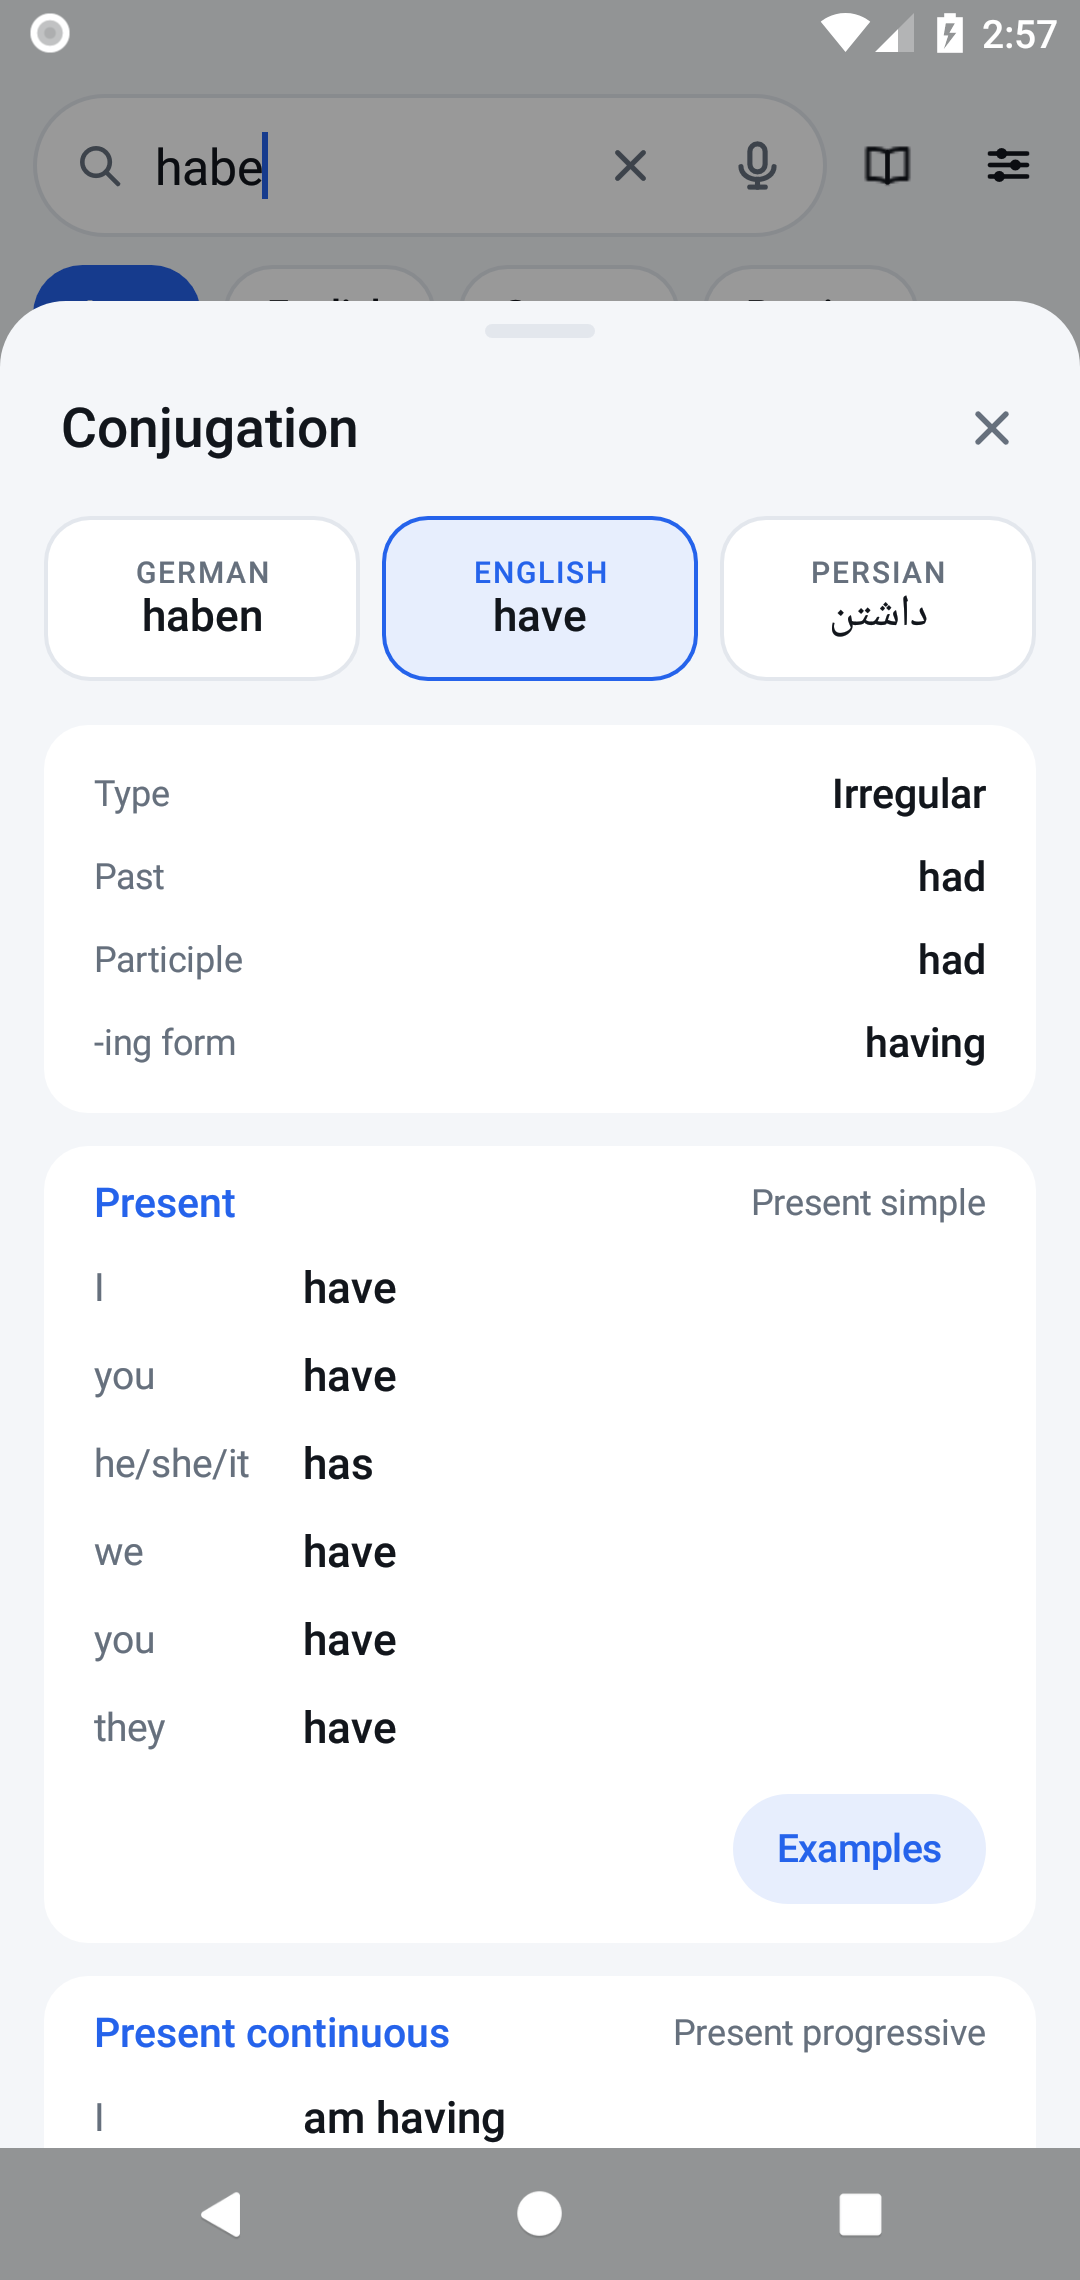 2:57
habe
Conjugation
GERMAN
haben
ENGLISH
have
PERSIAN
داشتن
Type Irregular
Past had
Participle had
-ing form having
Present Present simple
I have
you have
he/she/it has
we have
you have
they have
Examples
Present continuous Present progressive
I am having